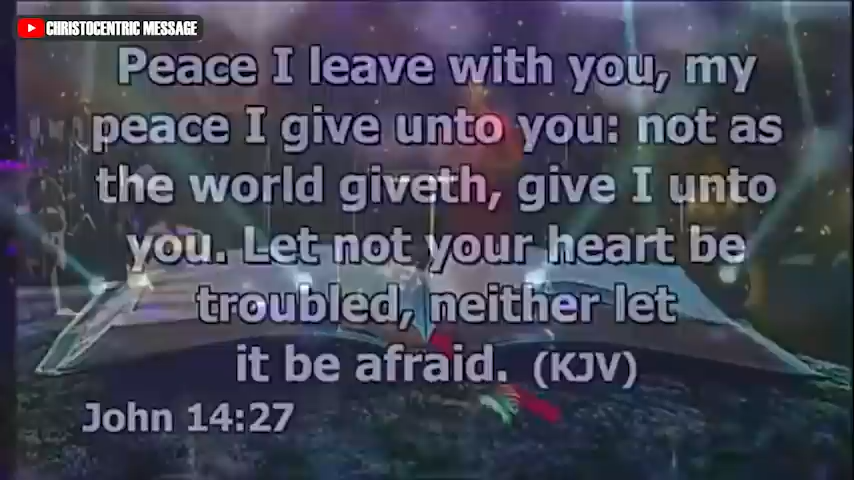 CHRISTOCENTRIC MESSAGE
Peace I leave with you, my
peace I give unto you: not as
the world giveth, give I unto
you. Let not your heart be
troubled, neither let
it be afraid. (KJV)
John 14:27